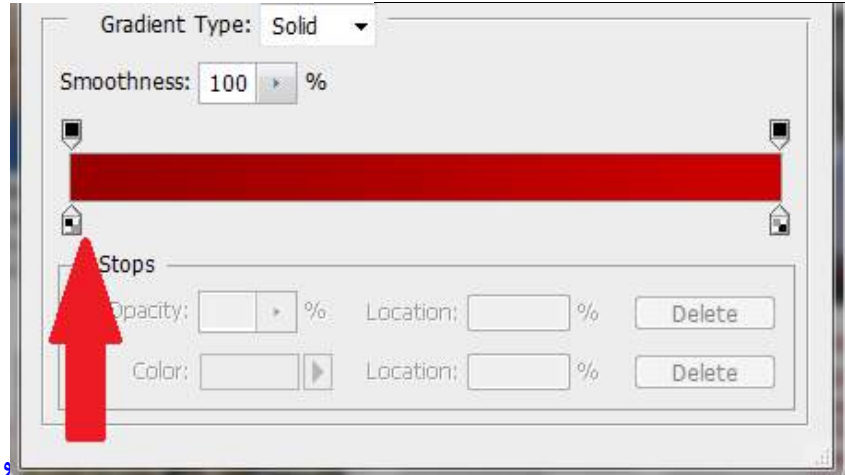 Gradient Type: Solid
Smoothness: 100 %
Stops
Opacity: % Location: % Delete
Color: Location: % Delete
و